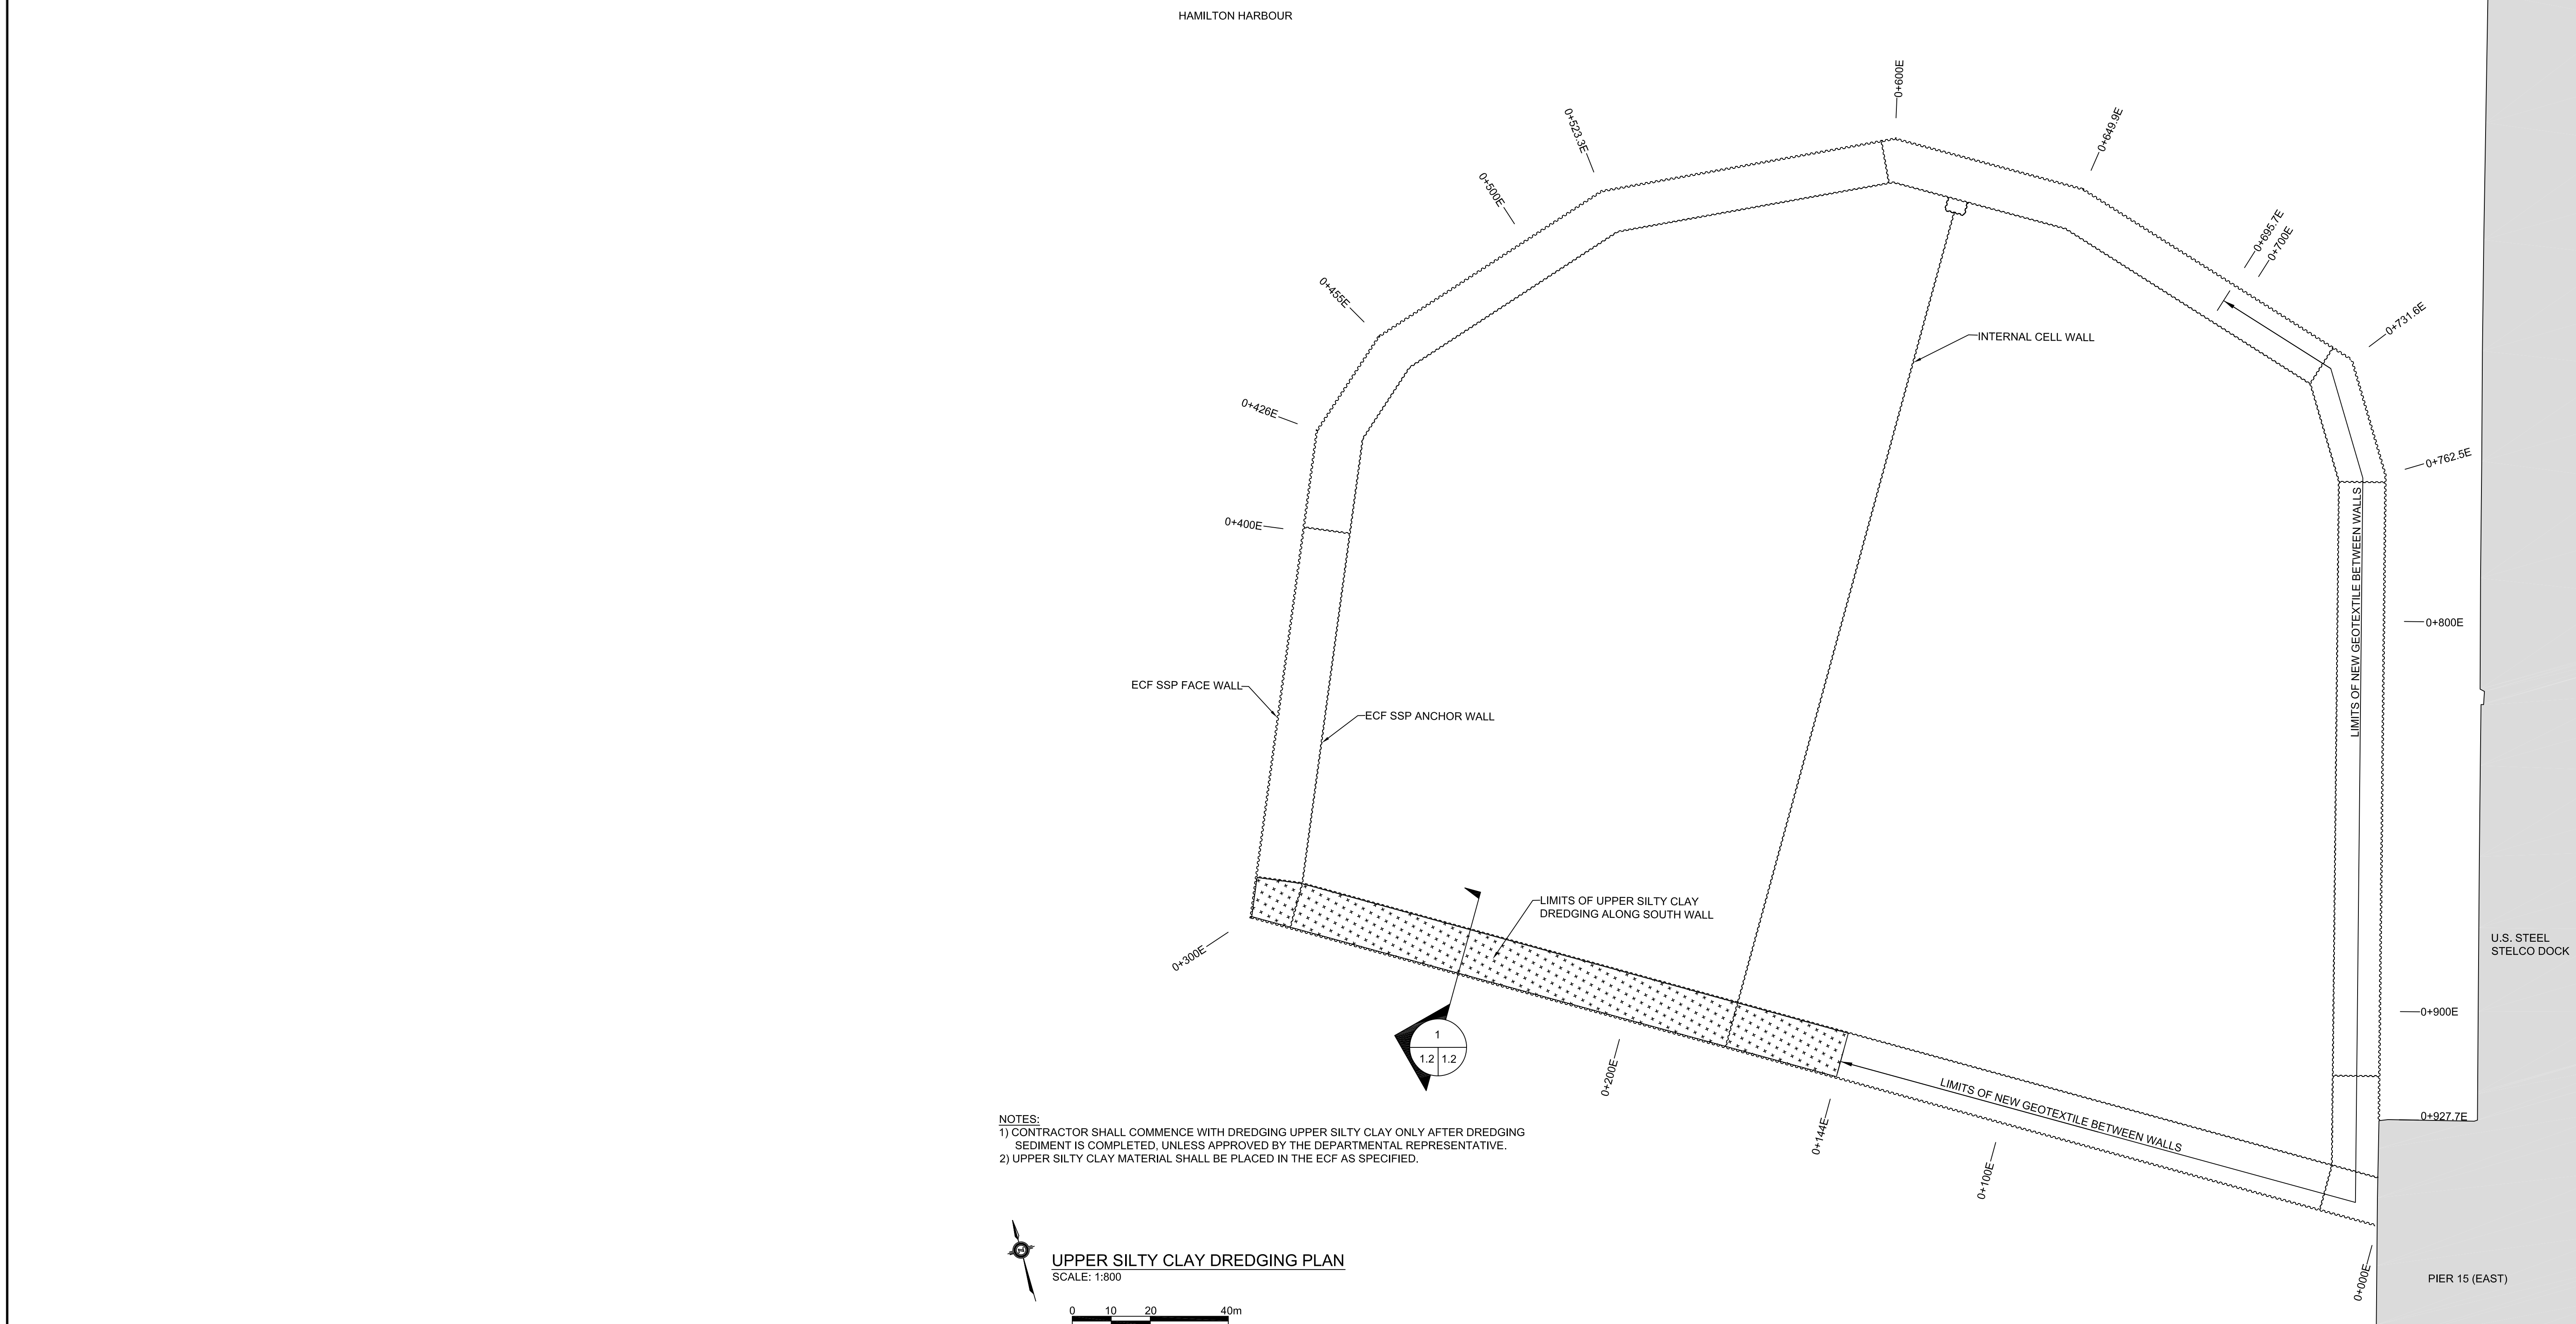 HAMILTON HARBOUR
0+600E
0+649.9E
0+523.3E
0+500E
0+695.7E
0+700E
0+455E
0+731.6E
INTERNAL CELL WALL
0+426E
0+762.5E
0+400E
LIMITS OF NEW GEOTEXTILE BETWEEN WALLS
0+800E
ECF SSP FACE WALL
ECF SSP ANCHOR WALL
LIMITS OF UPPER SILTY CLAY
DREDGING ALONG SOUTH WALL
U.S. STEEL
STELCO DOCK
0+300E
0+900E
1
1.2 1.2
0+200E
LIMITS OF NEW GEOTEXTILE BETWEEN WALLS
0+927.7E
0+144E
0+100E
NOTES:
1) CONTRACTOR SHALL COMMENCE WITH DREDGING UPPER SILTY CLAY ONLY AFTER DREDGING
SEDIMENT IS COMPLETED, UNLESS APPROVED BY THE DEPARTMENTAL REPRESENTATIVE.
2) UPPER SILTY CLAY MATERIAL SHALL BE PLACED IN THE ECF AS SPECIFIED.
UPPER SILTY CLAY DREDGING PLAN
SCALE: 1:800
0+000E
PIER 15 (EAST)
0 10 20 40m